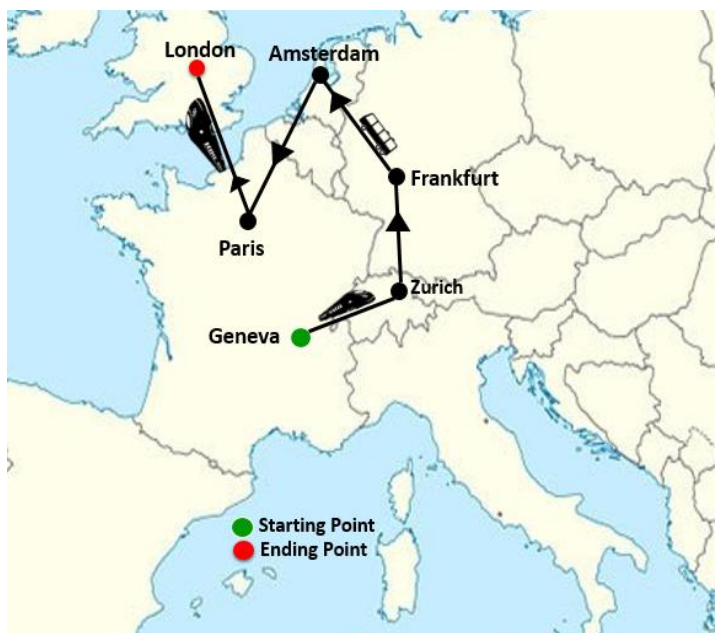 London
Amsterdam
Frankfurt
Paris
Zurich
Geneva
Starting Point
Ending Point